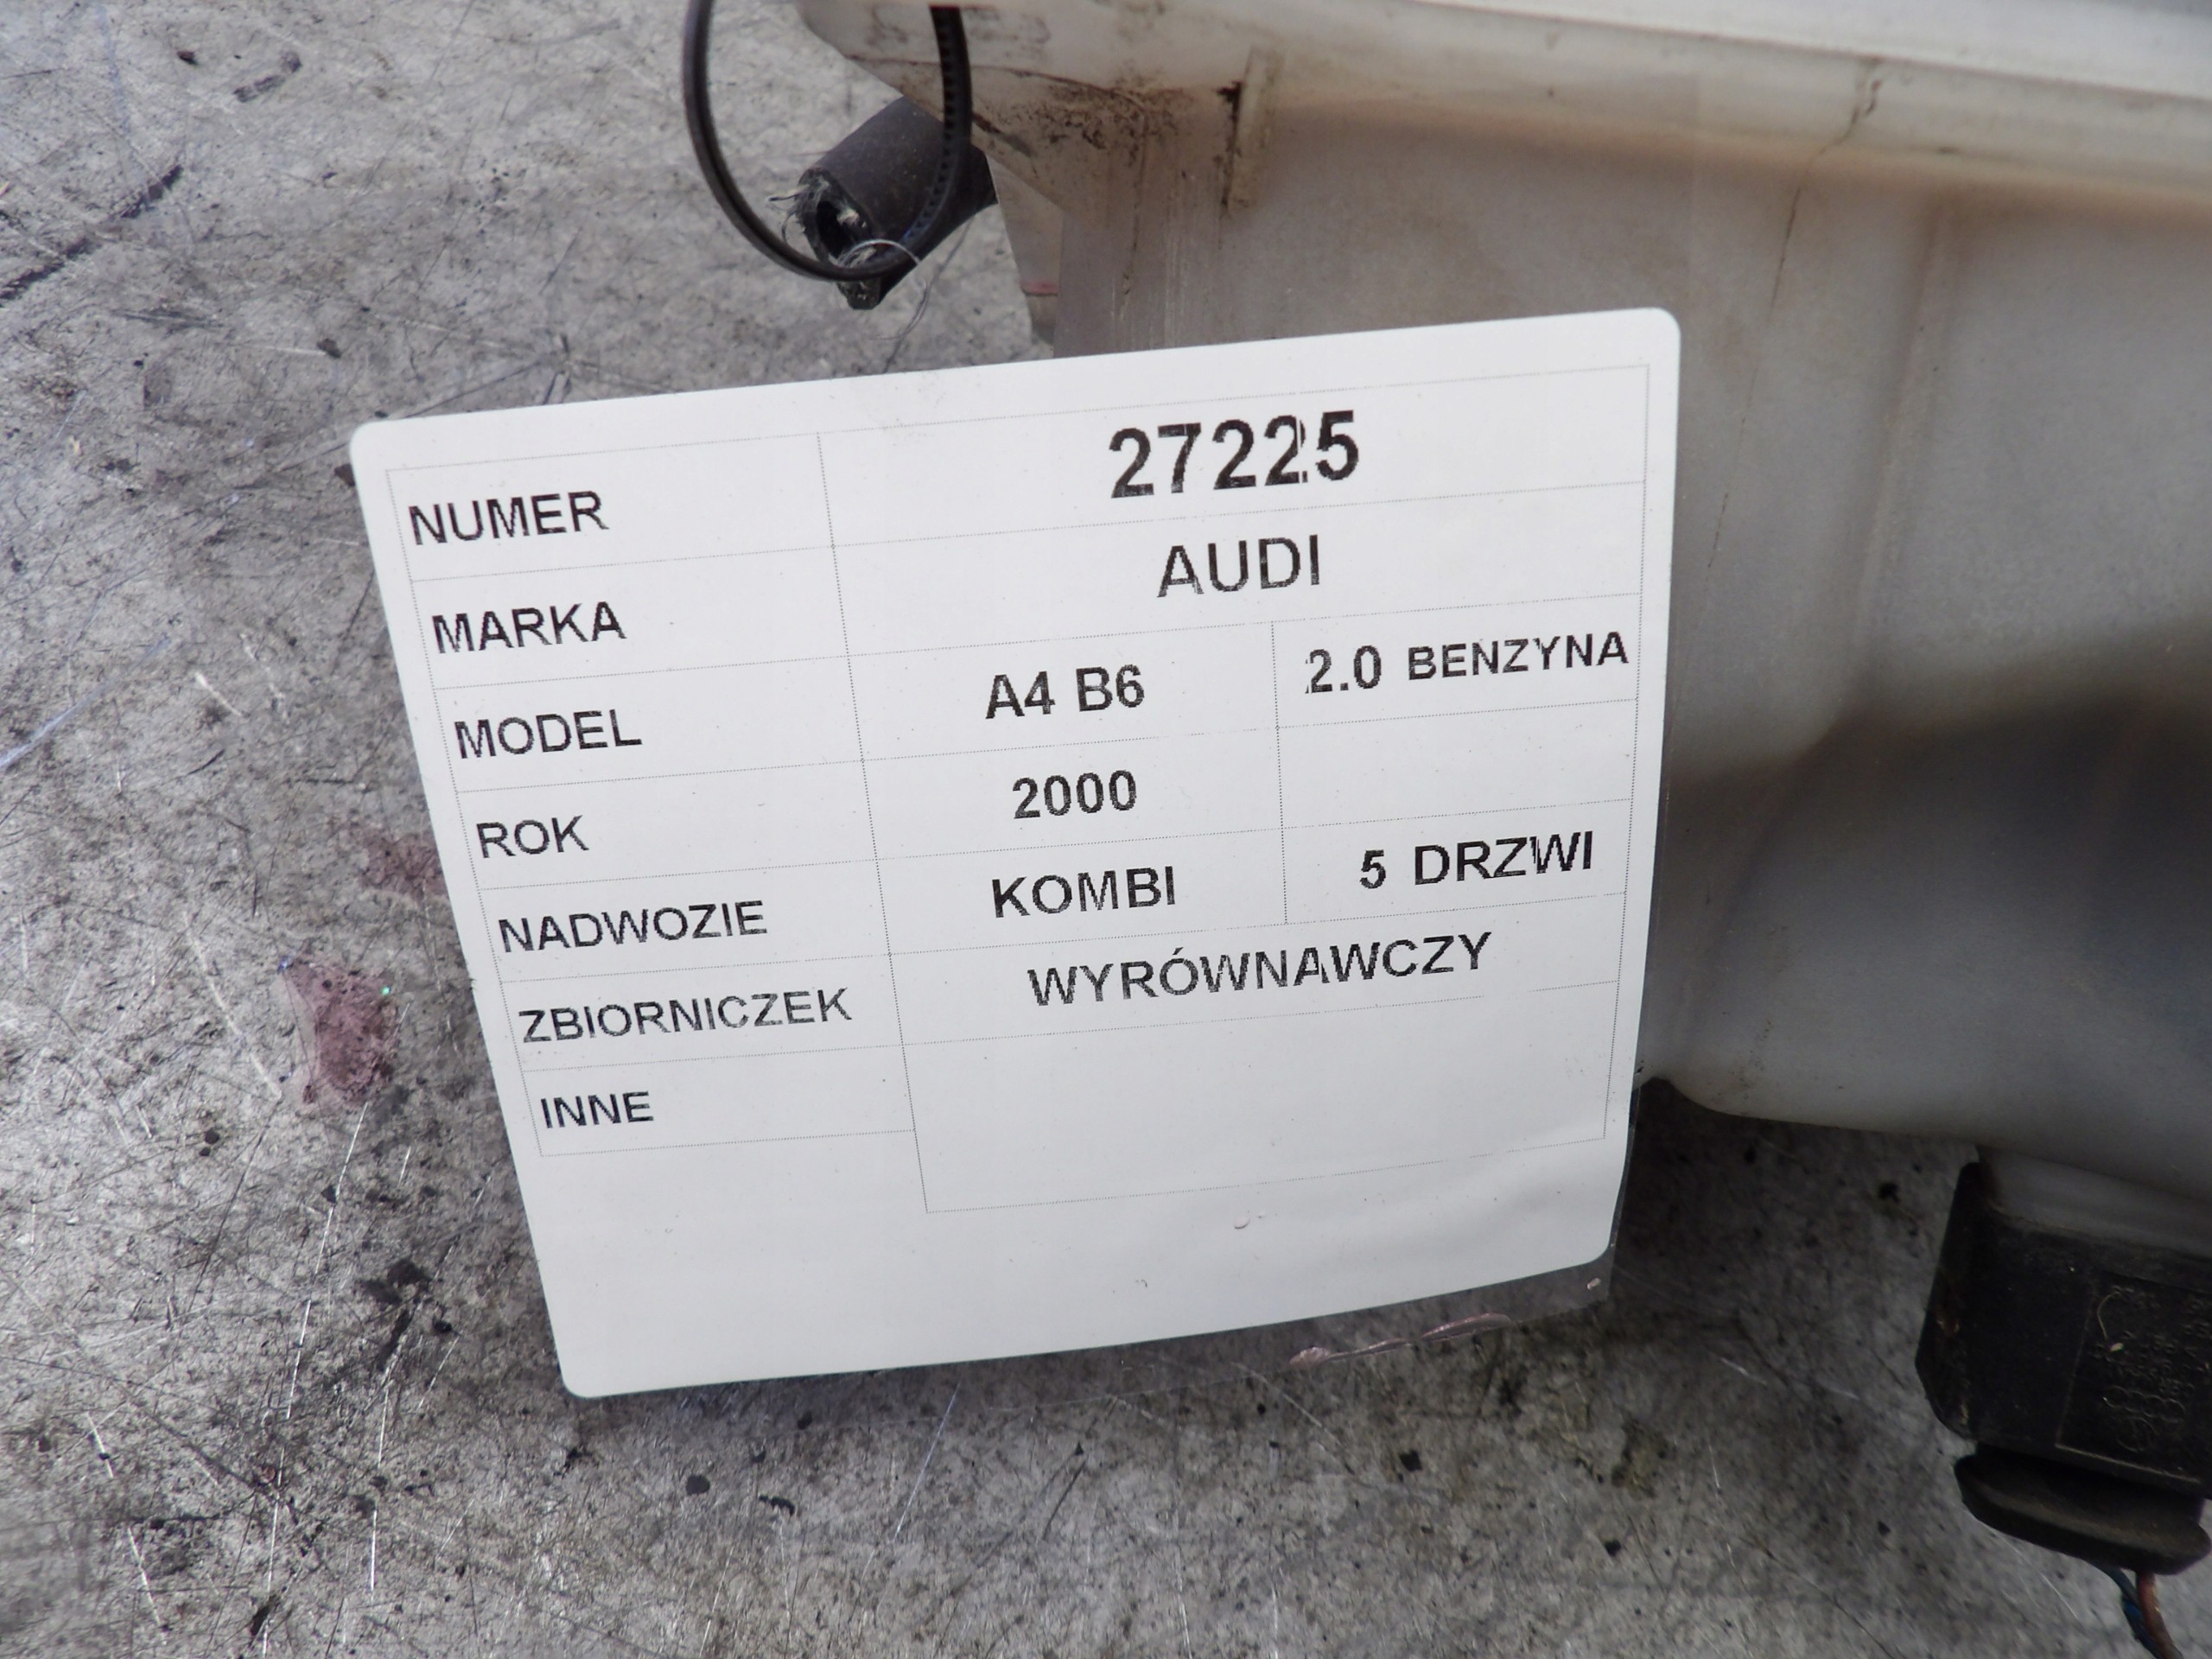 NUMER 27225
MARKA AUDI
MODEL A4 B6 2.0 BENZYNA
ROK 2000
NADWOZIE KOMBI 5 DRZWI
ZBIORNICZEK WYRÓWNAWCZY
INNE